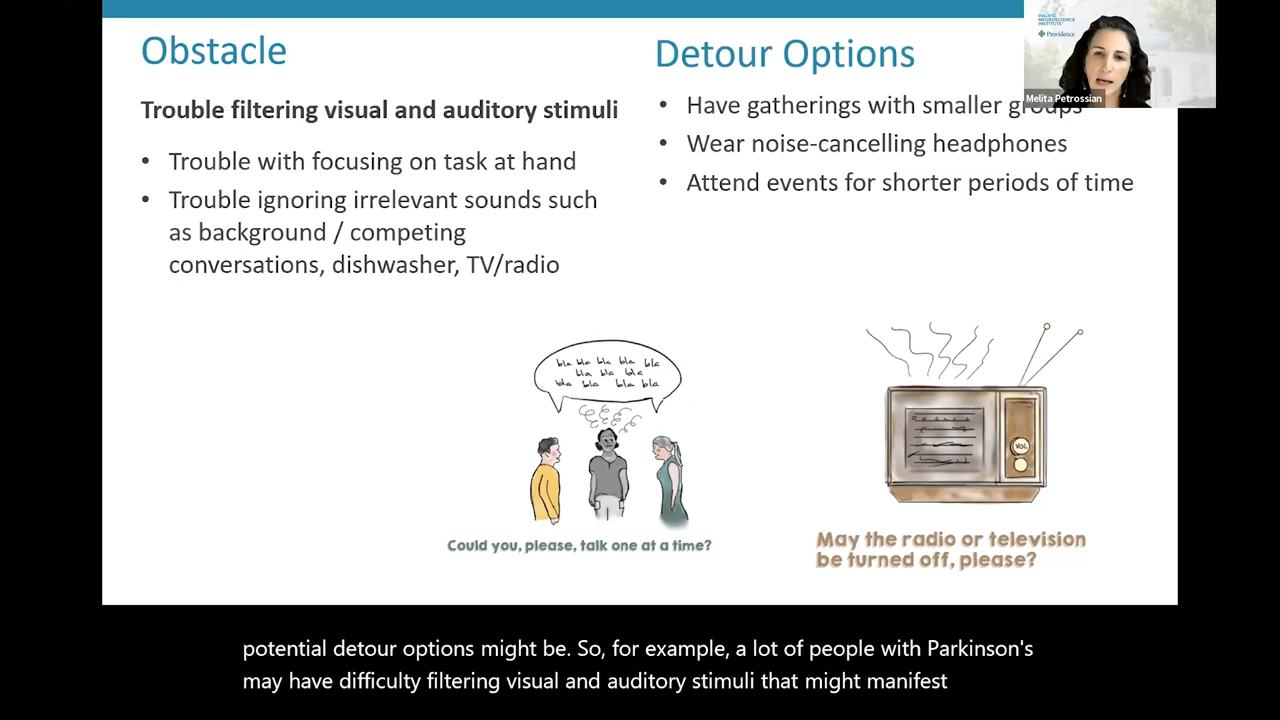 Obstacle
Detour Options
PACIFIC
NEUROSCIENCE
INSTITUTE
Providence
Melita Petrossian
Trouble filtering visual and auditory stimuli
• Trouble with focusing on task at hand
• Trouble ignoring irrelevant sounds such
as background / competing
conversations, dishwasher, TV/radio
• Have gatherings with smaller groups
• Wear noise-cancelling headphones
• Attend events for shorter periods of time
bla bla bla bla bla
bla bla bla
bla bla bla bla
Could you, please, talk one at a time?
VOL
May the radio or television
be turned off, please?
potential detour options might be. So, for example, a lot of people with Parkinson's
may have difficulty filtering visual and auditory stimuli that might manifest